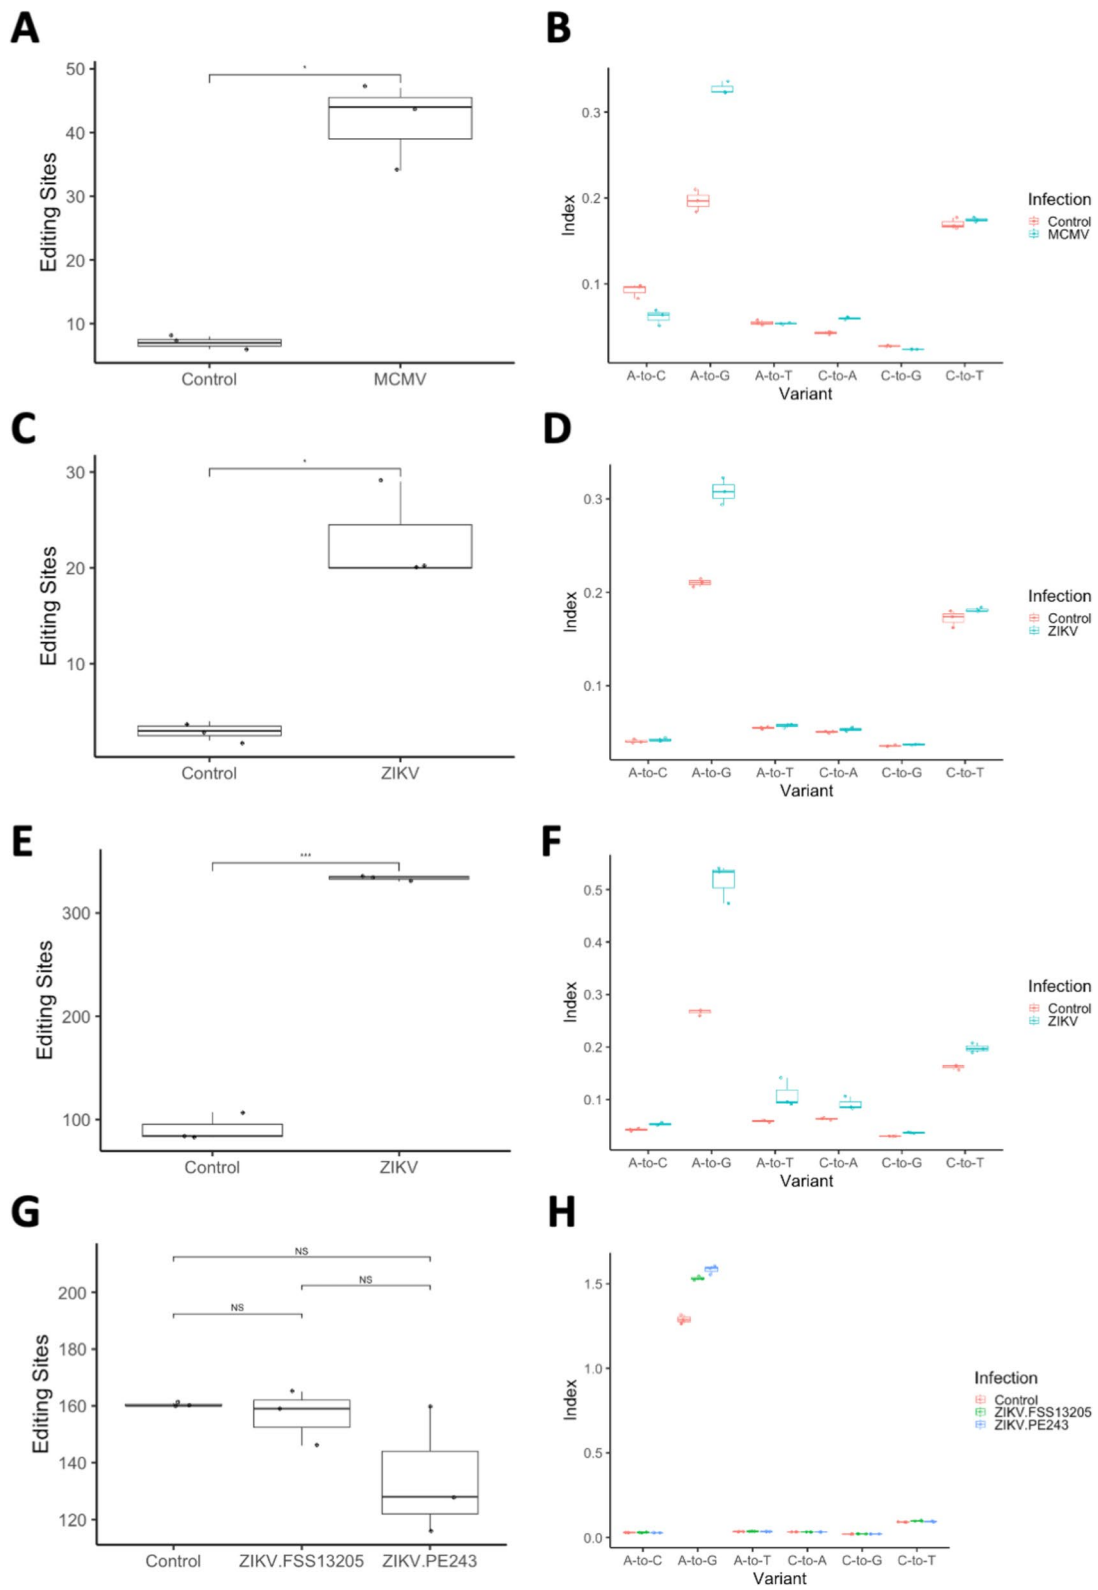 A
50
40
30
20
10
Editing Sites
*
Control
MCMV
B
0.3
0.2
0.1
Index
A-to-C
A-to-G
A-to-T
C-to-A
C-to-G
C-to-T
Variant
Infection
Control
MCMV
C
30
20
10
Editing Sites
*
Control
ZIKV
D
0.3
0.2
0.1
Index
A-to-C
A-to-G
A-to-T
C-to-A
C-to-G
C-to-T
Variant
Infection
Control
ZIKV
E
300
200
100
Editing Sites
***
Control
ZIKV
F
0.5
0.4
0.3
0.2
0.1
Index
A-to-C
A-to-G
A-to-T
C-to-A
C-to-G
C-to-T
Variant
Infection
Control
ZIKV
G
200
180
160
140
120
Editing Sites
NS
NS
NS
Control
ZIKV.FSS13205
ZIKV.PE243
H
1.5
1.0
0.5
0.0
Index
A-to-C
A-to-G
A-to-T
C-to-A
C-to-G
C-to-T
Variant
Infection
Control
ZIKV.FSS13205
ZIKV.PE243